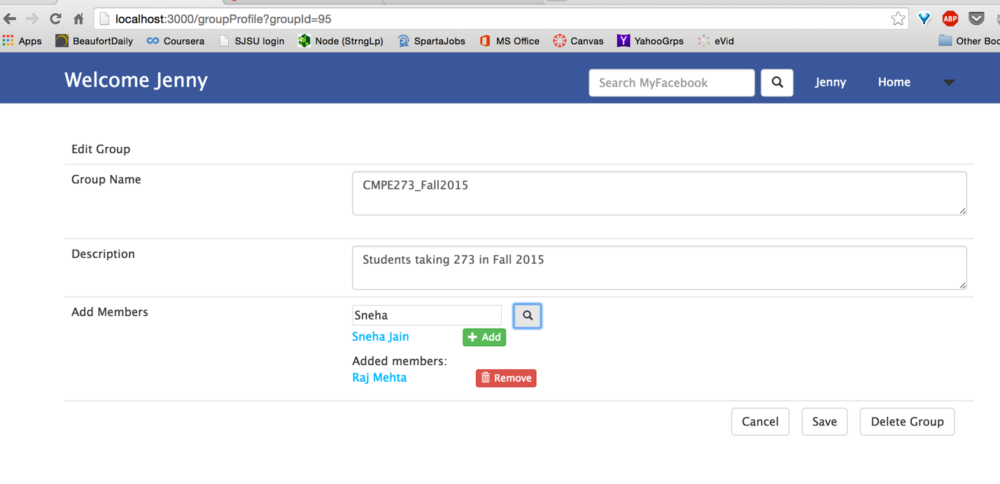 localhost:3000/groupProfile?groupId=95
ABP
Apps BeaufortDaily Coursera SJSU login Node (StrngLp) SpartaJobs MS Office Canvas YahooGrps eVid Other Boo
Welcome Jenny Search MyFacebook Jenny Home
Edit Group
Group Name CMPE273_Fall2015
Description Students taking 273 in Fall 2015
Add Members Sneha
Sneha Jain Add
Added members:
Raj Mehta Remove
Cancel Save Delete Group